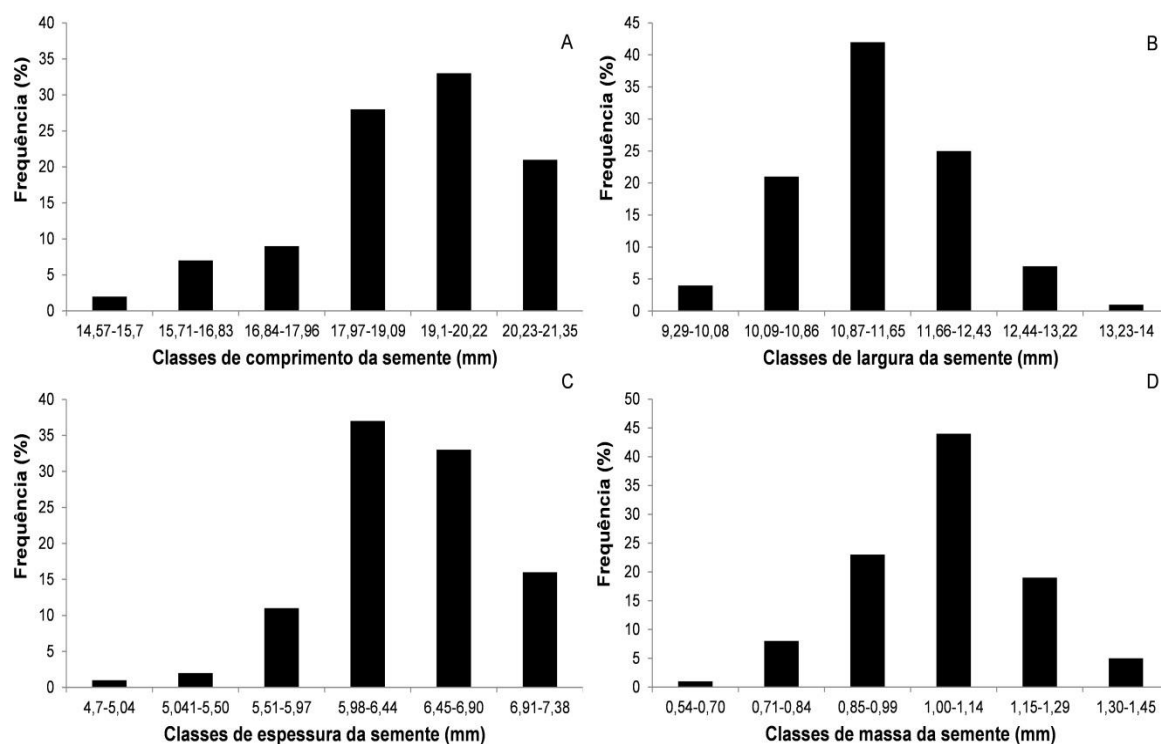 A
Frequência (%)
40
35
30
25
20
15
10
5
0
14,57-15,7 15,71-16,83 16,84-17,96 17,97-19,09 19,1-20,22 20,23-21,35
Classes de comprimento da semente (mm)
B
Frequência (%)
45
40
35
30
25
20
15
10
5
0
9,29-10,08 10,09-10,86 10,87-11,65 11,66-12,43 12,44-13,22 13,23-14
Classes de largura da semente (mm)
C
Frequência (%)
40
35
30
25
20
15
10
5
0
4,7-5,04 5,041-5,50 5,51-5,97 5,98-6,44 6,45-6,90 6,91-7,38
Classes de espessura da semente (mm)
D
Frequência (%)
50
45
40
35
30
25
20
15
10
5
0
0,54-0,70 0,71-0,84 0,85-0,99 1,00-1,14 1,15-1,29 1,30-1,45
Classes de massa da semente (mm)